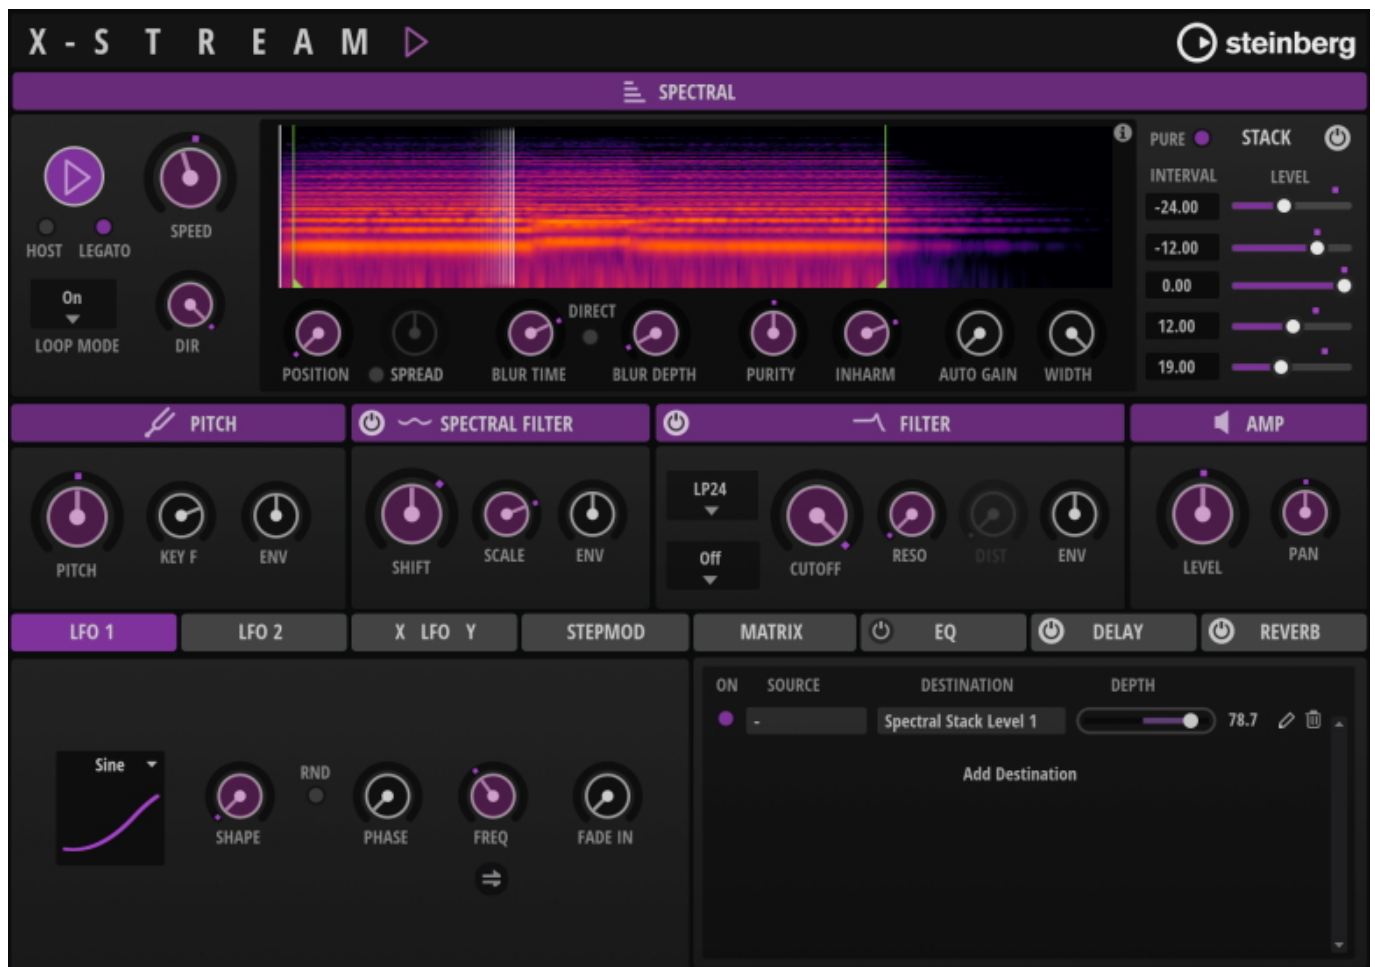 X-STREAM
steinberg
SPECTRAL
PURE STACK
INTERVAL LEVEL
-24.00
-12.00
0.00
12.00
19.00
SPEED
HOST LEGATO
On
LOOP MODE DIR
DIRECT
POSITION SPREAD BLUR TIME BLUR DEPTH PURITY INHARM AUTO GAIN WIDTH
PITCH SPECTRAL FILTER FILTER AMP
PITCH KEY F ENV
SHIFT SCALE ENV
LP24
Off
CUTOFF RESO DIST ENV
LEVEL PAN
LFO 1 LFO 2 X LFO Y STEPMOD MATRIX EQ DELAY REVERB
Sine
RND
SHAPE PHASE FREQ FADE IN
ON SOURCE DESTINATION DEPTH
- Spectral Stack Level 1 78.7
Add Destination